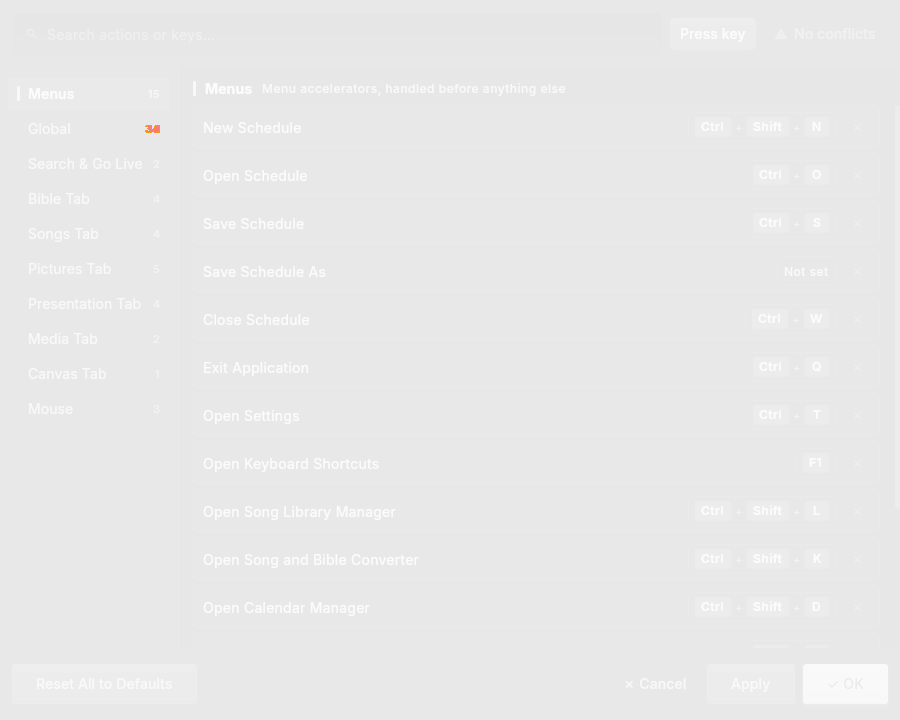 Search actions or keys...
Press key
No conflicts
Menus 15
Global
Search & Go Live 2
Bible Tab 4
Songs Tab 4
Pictures Tab
Presentation Tab 4
Media Tab 2
Canvas Tab 1
Mouse
Menus Menu accelerators, handled before anything else
New Schedule Ctrl + Shift + N
Open Schedule Ctrl + O
Save Schedule Ctrl + S
Save Schedule As Not set
Close Schedule Ctrl + W
Exit Application Ctrl + Q
Open Settings Ctrl + T
Open Keyboard Shortcuts F1
Open Song Library Manager Ctrl + Shift + L
Open Song and Bible Converter Ctrl + Shift + K
Open Calendar Manager Ctrl + Shift + D
Reset All to Defaults
× Cancel
Apply
✓ OK